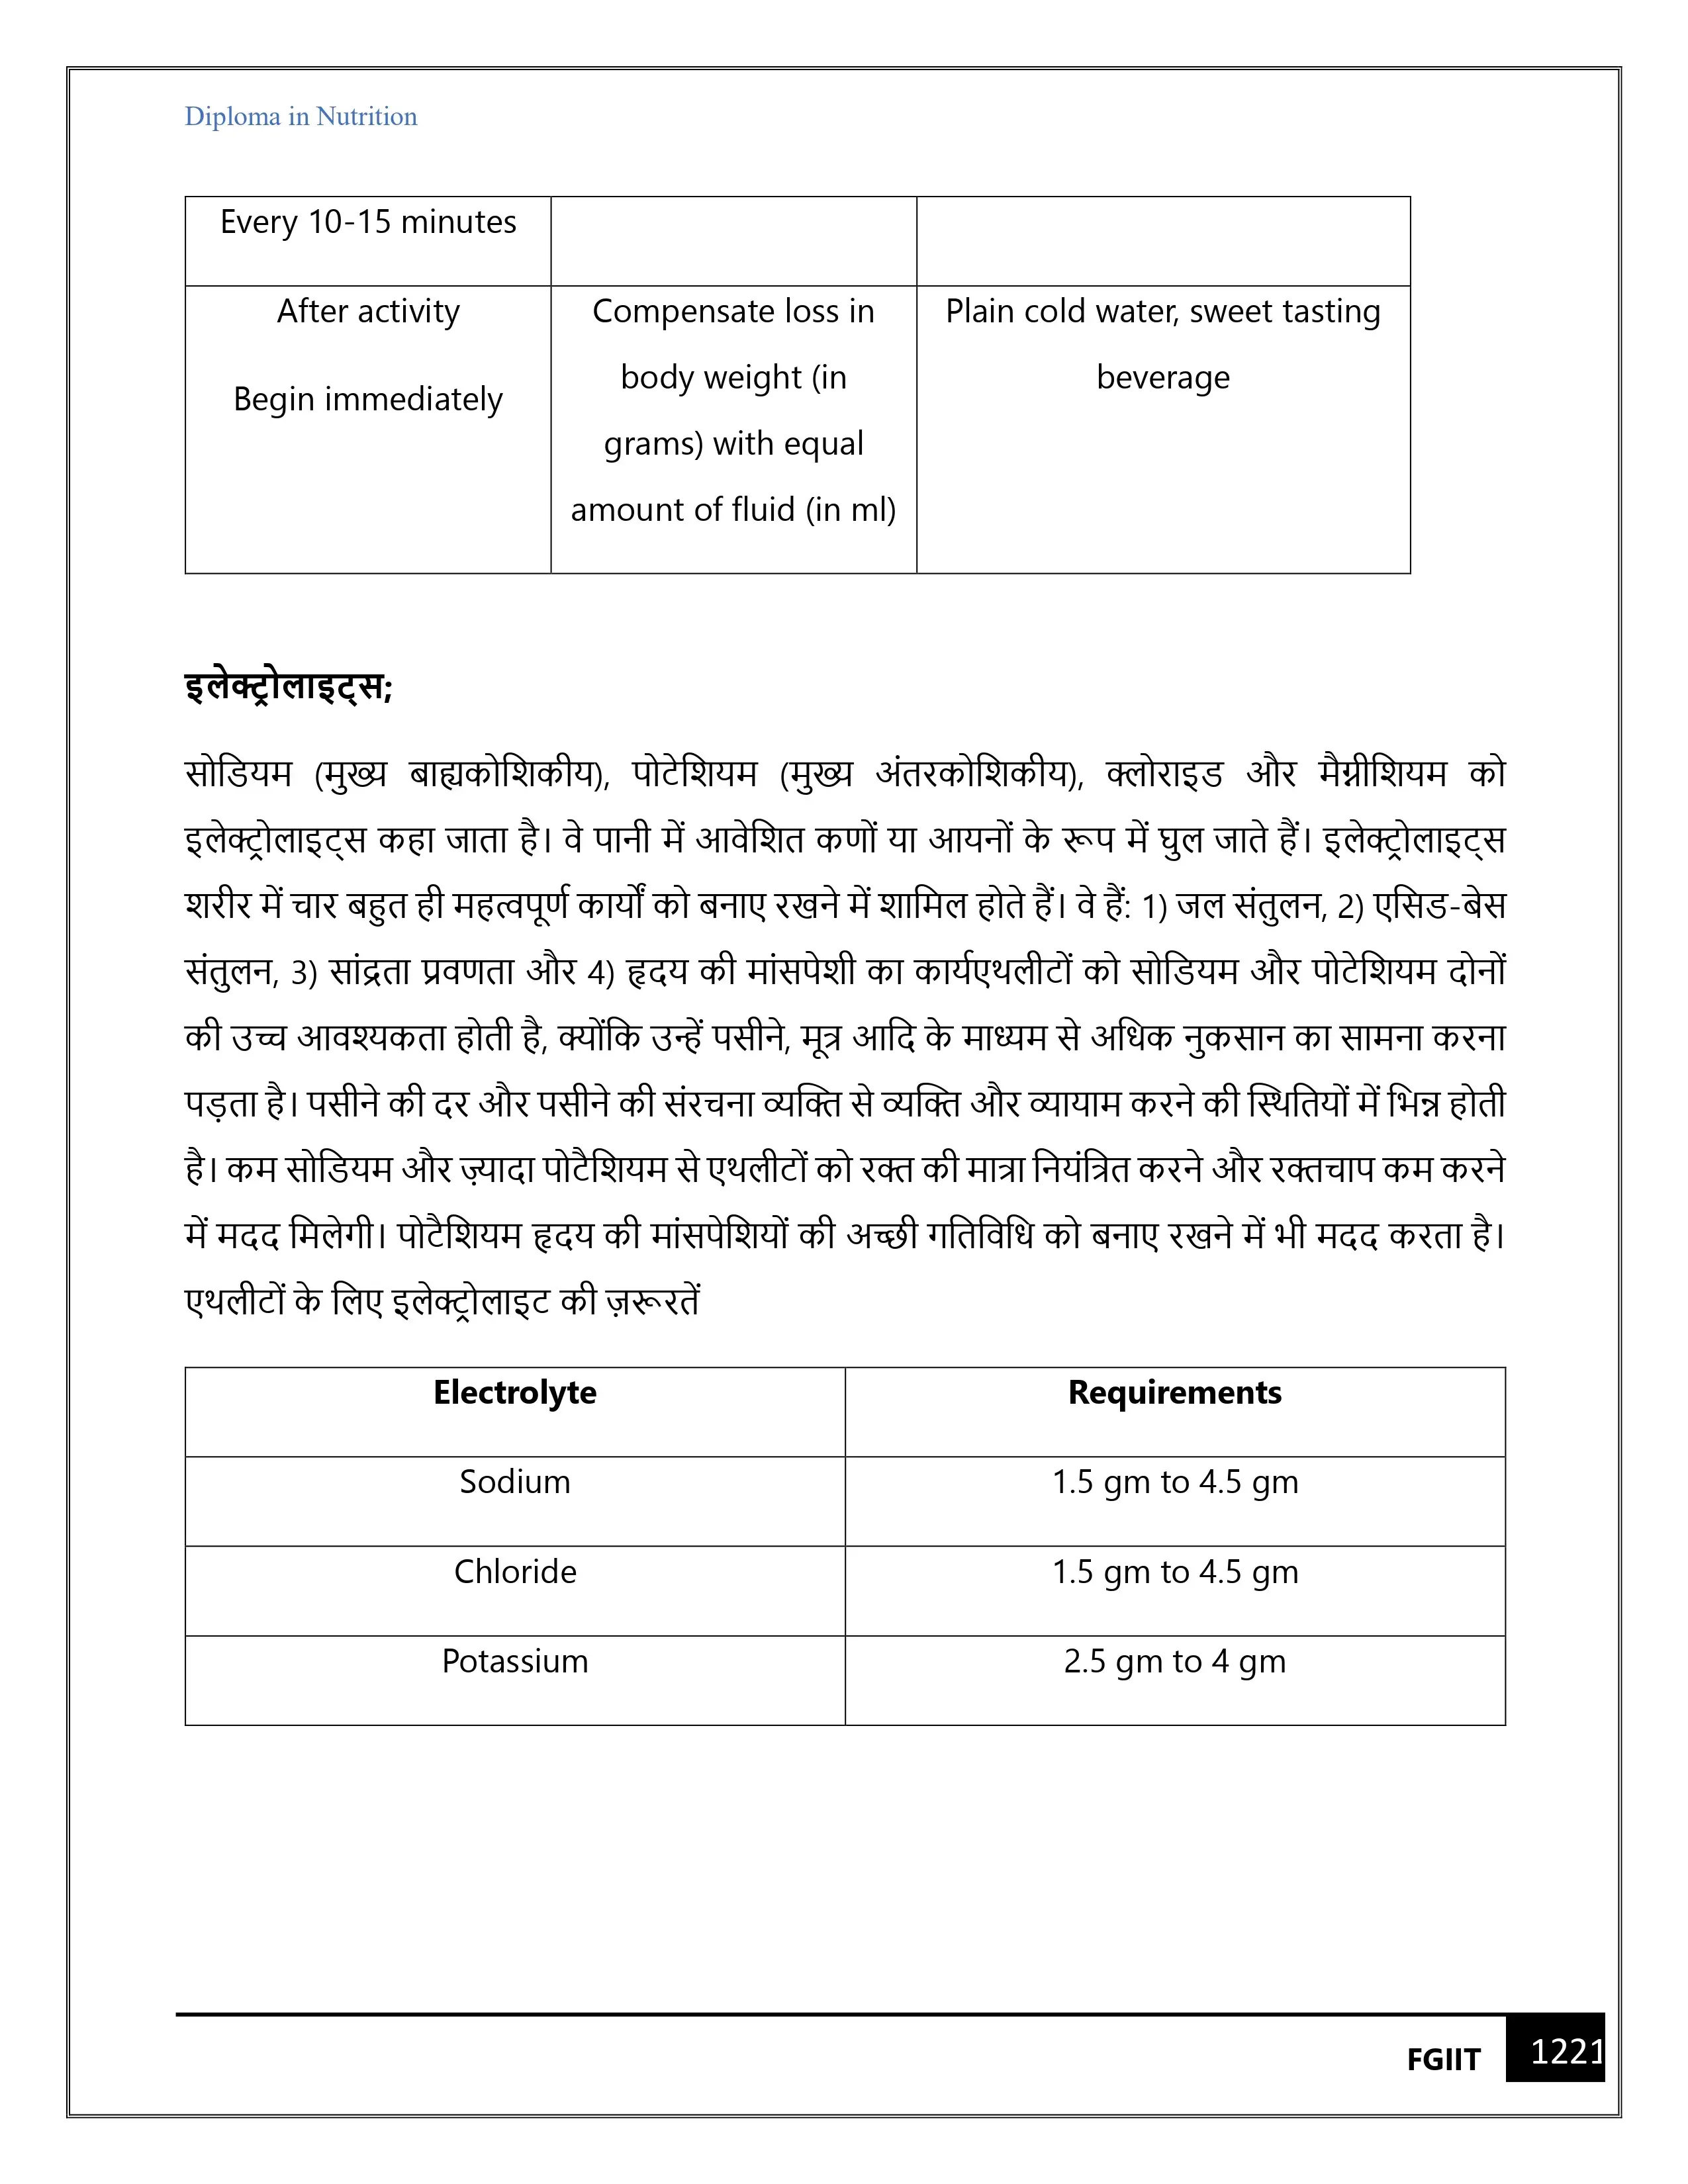 Diploma in Nutrition
Every 10-15 minutes
After activity
Begin immediately
Compensate loss in
body weight (in
grams) with equal
amount of fluid (in ml)
Plain cold water, sweet tasting
beverage
इलेक्ट्रोलाइट्स;
सोडियम (मुख्य बाह्यकोशिकीय), पोटेशियम (मुख्य अंतरकोशिकीय), क्लोराइड और मैग्नीशियम को
इलेक्ट्रोलाइट्स कहा जाता है। वे पानी में आवेशित कणों या आयनों के रूप में घुल जाते हैं। इलेक्ट्रोलाइट्स
शरीर में चार बहुत ही महत्वपूर्ण कार्यों को बनाए रखने में शामिल होते हैं। वे हैं: 1) जल संतुलन, 2) एसिड-बेस
संतुलन, 3) सांद्रता प्रवणता और 4) हृदय की मांसपेशी का कार्यएथलीटों को सोडियम और पोटेशियम दोनों
की उच्च आवश्यकता होती है, क्योंकि उन्हें पसीने, मूत्र आदि के माध्यम से अधिक नुकसान का सामना करना
पड़ता है। पसीने की दर और पसीने की संरचना व्यक्ति से व्यक्ति और व्यायाम करने की स्थितियों में भिन्न होती
है। कम सोडियम और ज़्यादा पोटैशियम से एथलीटों को रक्त की मात्रा नियंत्रित करने और रक्तचाप कम करने
में मदद मिलेगी। पोटैशियम हृदय की मांसपेशियों की अच्छी गतिविधि को बनाए रखने में भी मदद करता है।
एथलीटों के लिए इलेक्ट्रोलाइट की ज़रूरतें
Electrolyte Requirements
Sodium 1.5 gm to 4.5 gm
Chloride 1.5 gm to 4.5 gm
Potassium 2.5 gm to 4 gm
FGIIT 1221